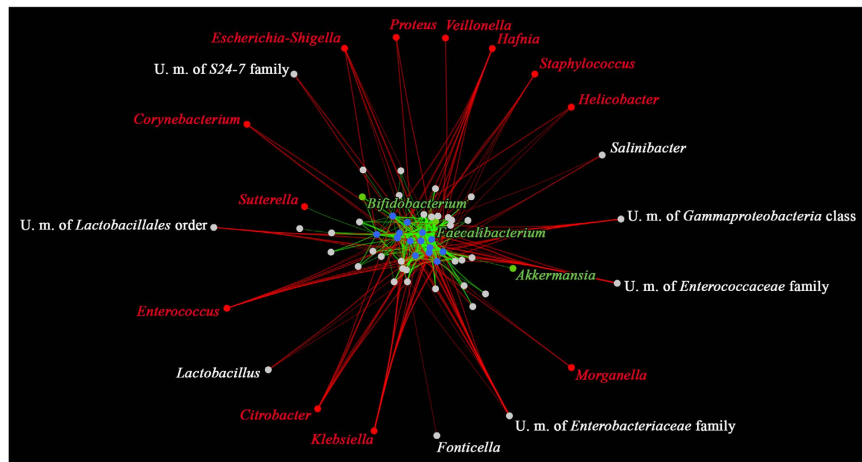 Proteus
Veillonella
Escherichia-Shigella
Hafnia
U. m. of S24-7 family
Staphylococcus
Helicobacter
Corynebacterium
Salinibacter
Sutterella
Bifidobacterium
U. m. of Lactobacillales order
U. m. of Gammaproteobacteria class
Faecalibacterium
Akkermansia
U. m. of Enterococcaceae family
Enterococcus
Lactobacillus
Morganella
Citrobacter
U. m. of Enterobacteriaceae family
Klebsiella
Fonticella